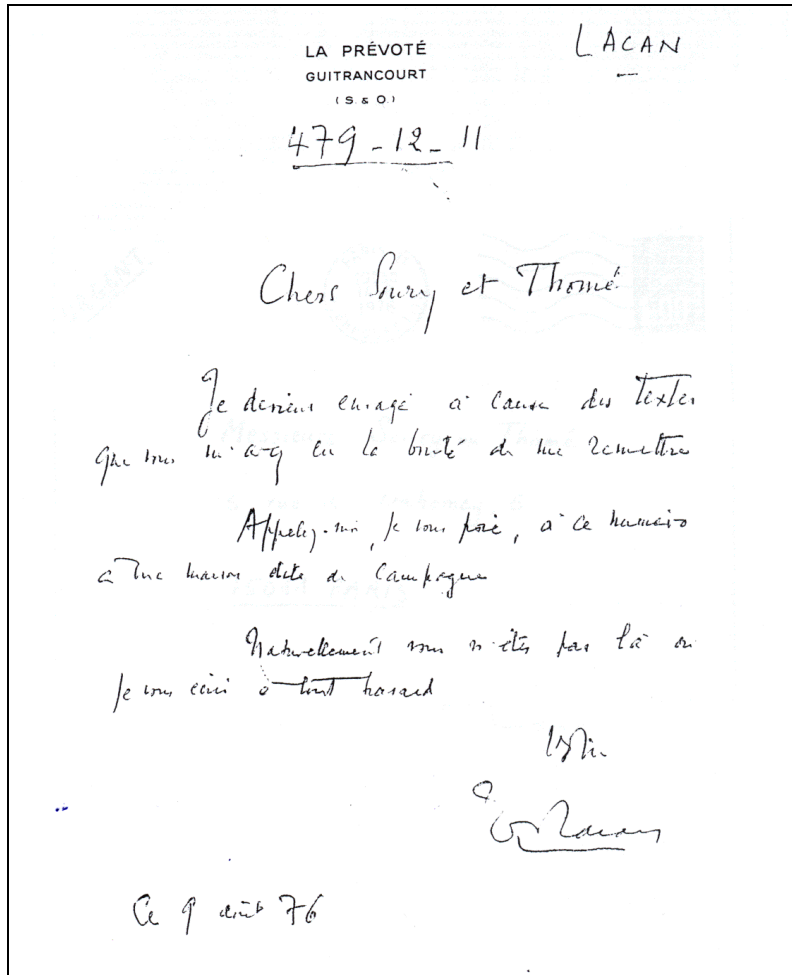 LACAN
LA PRÉVOTÉ
GUITRANCOURT
(S & O)
479-12-11
Chers Soury et Thomé
Je deviens enragé à cause des textes
que vous m'avez eu la bonté de me remettre
Appelez-moi, je vous prie, à ce numéro
à une maison dite de campagne
Naturellement vous n'êtes pas là où
je vous écris à tout hasard
Lacan
Ce 9 août 76